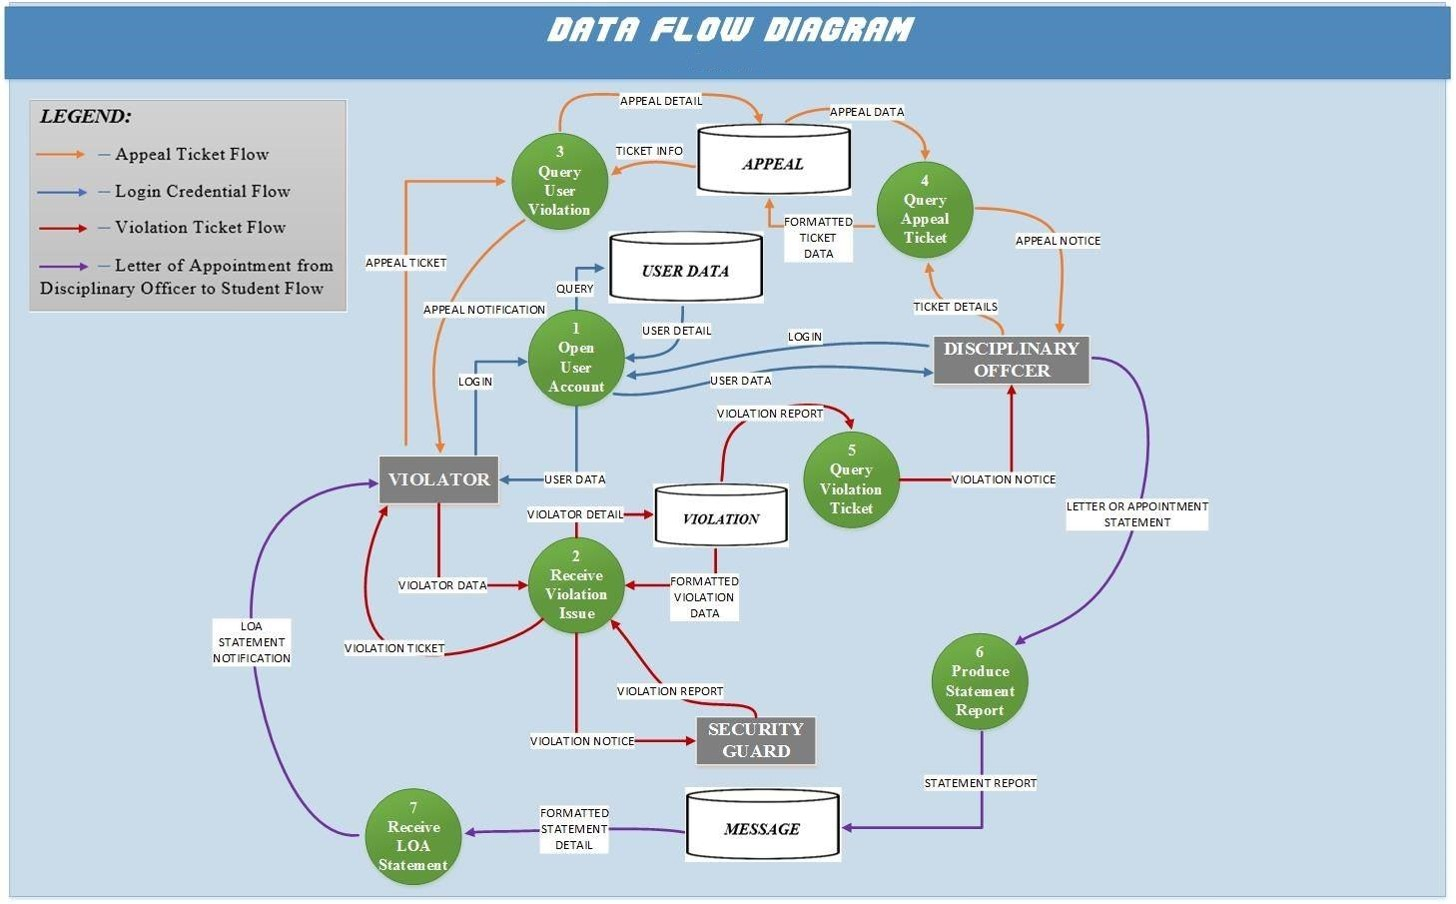 DATA FLOW DIAGRAM
LEGEND:
– Appeal Ticket Flow
– Login Credential Flow
– Violation Ticket Flow
– Letter of Appointment from
Disciplinary Officer to Student Flow
APPEAL DETAIL
APPEAL DATA
3
Query
User
Violation
TICKET INFO
APPEAL
4
Query
Appeal
Ticket
FORMATTED
TICKET
DATA
APPEAL NOTICE
APPEAL TICKET
USER DATA
QUERY
APPEAL NOTIFICATION
TICKET DETAILS
1
Open
User
Account
USER DETAIL
LOGIN
DISCIPLINARY
OFFCER
LOGIN
USER DATA
VIOLATION REPORT
VIOLATOR
USER DATA
5
Query
Violation
Ticket
VIOLATION NOTICE
VIOLATOR DETAIL
VIOLATION
LETTER OR APPOINTMENT
STATEMENT
2
Receive
Violation
Issue
VIOLATOR DATA
FORMATTED
VIOLATION
DATA
LOA
STATEMENT
NOTIFICATION
VIOLATION TICKET
6
Produce
Statement
Report
VIOLATION REPORT
SECURITY
GUARD
VIOLATION NOTICE
STATEMENT REPORT
7
Receive
LOA
Statement
FORMATTED
STATEMENT
DETAIL
MESSAGE